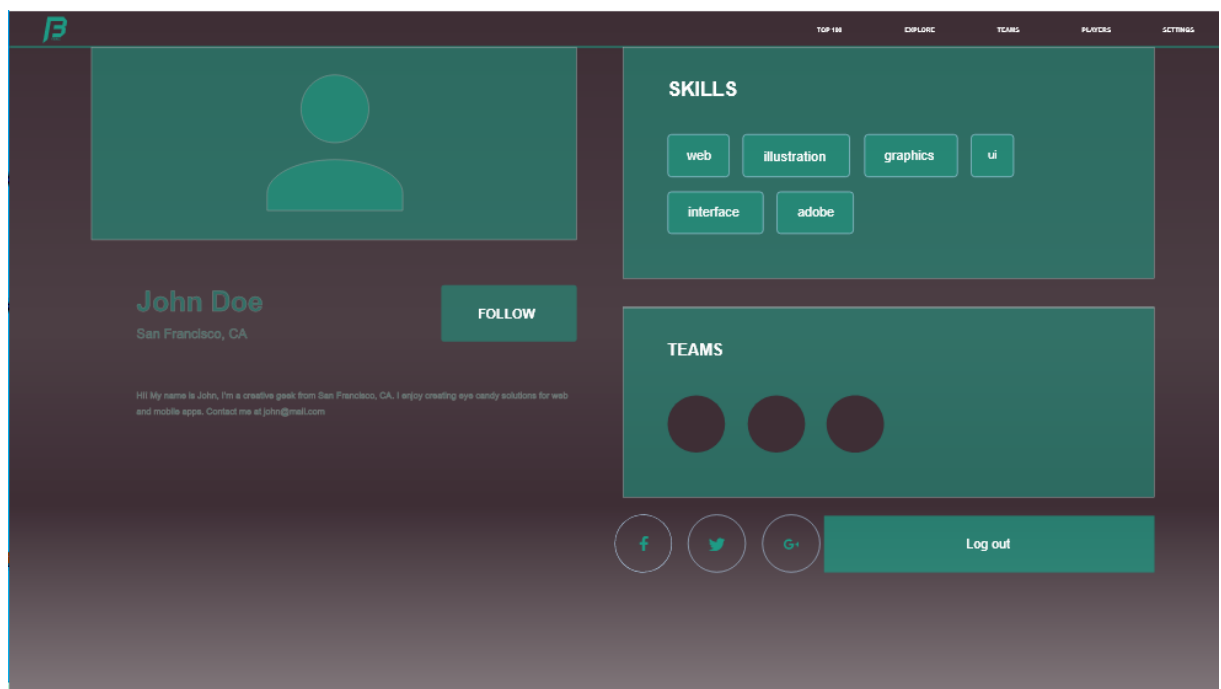 TOP 100 EXPLORE TEAMS PLAYERS SETTINGS
John Doe
San Francisco, CA
FOLLOW
Hi! My name is John, I'm a creative geek from San Francisco, CA. I enjoy creating eye candy solutions for web
and mobile apps. Contact me at john@mail.com
SKILLS
web illustration graphics ui
interface adobe
TEAMS
f G+ Log out